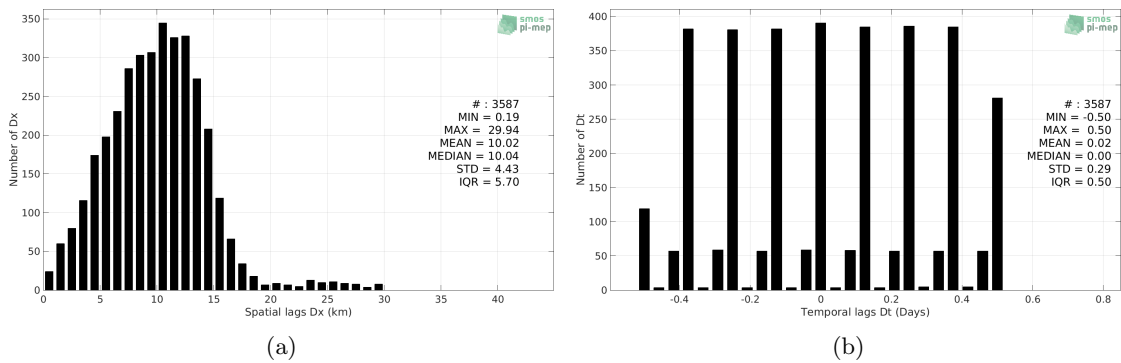 350
300
250
200
150
100
50
0
Number of Dx
0 5 10 15 20 25 30 35 40
Spatial lags Dx (km)
smos
pi-mep
# : 3587
MIN = 0.19
MAX = 29.94
MEAN = 10.02
MEDIAN = 10.04
STD = 4.43
IQR = 5.70
(a)
400
350
300
250
200
150
100
50
0
Number of Dt
-0.4 -0.2 0 0.2 0.4 0.6 0.8
Temporal lags Dt (Days)
smos
pi-mep
# : 3587
MIN = -0.50
MAX = 0.50
MEAN = 0.02
MEDIAN = 0.00
STD = 0.29
IQR = 0.50
(b)